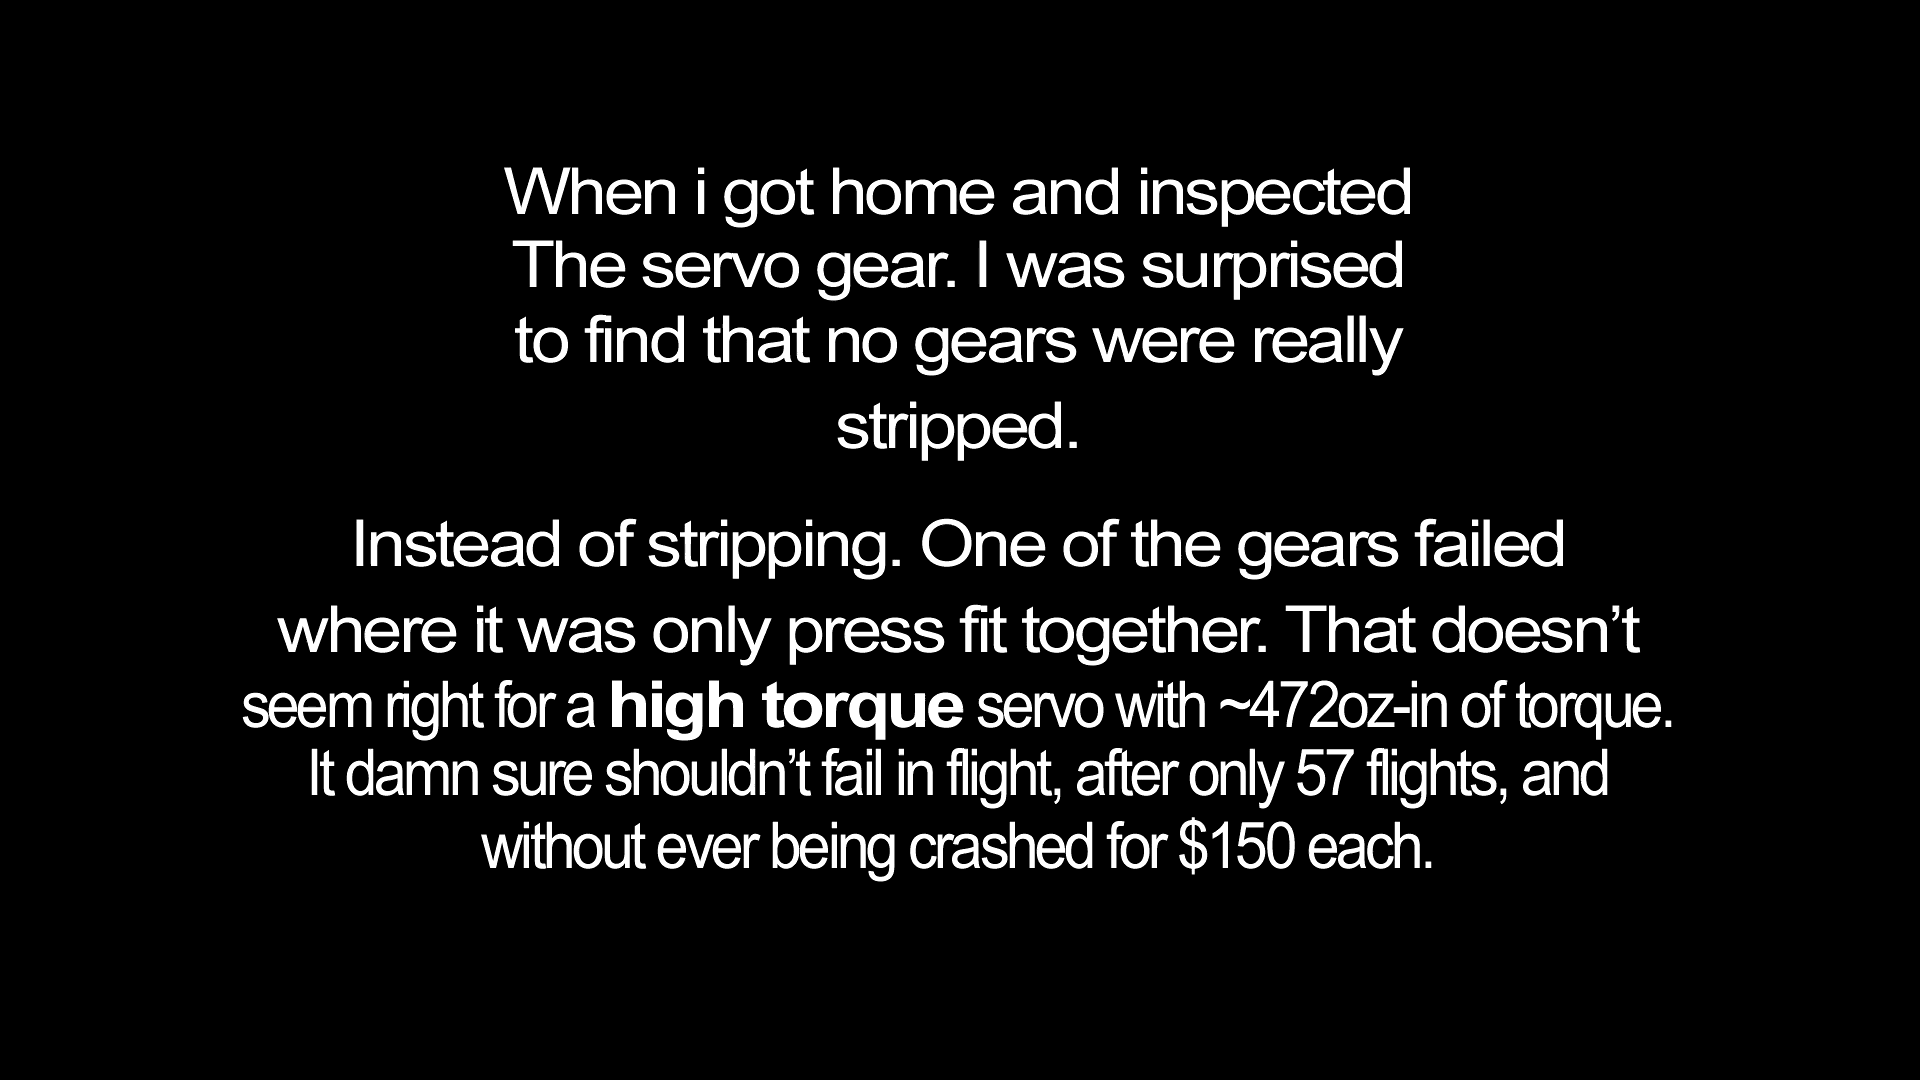 When i got home and inspected
The servo gear. I was surprised
to find that no gears were really
stripped.
Instead of stripping. One of the gears failed
where it was only press fit together. That doesn’t
seem right for a high torque servo with ~472oz-in of torque.
It damn sure shouldn’t fail in flight, after only 57 flights, and
without ever being crashed for $150 each.